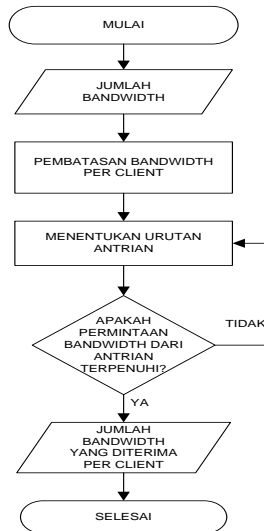 MULAI
JUMLAH
BANDWIDTH
PEMBATASAN BANDWIDTH
PER CLIENT
MENENTUKAN URUTAN
ANTRIAN
APAKAH
PERMINTAAN
BANDWIDTH DARI
ANTRIAN
TERPENUHI?
TIDAK
YA
JUMLAH
BANDWIDTH
YANG DITERIMA
PER CLIENT
SELESAI